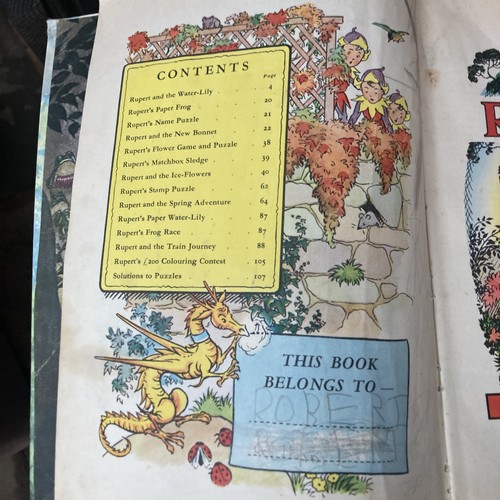 CONTENTS
Page
Rupert and the Water-Lily . . 4
Rupert's Paper Frog . . . 20
Rupert's Name Puzzle . . . 21
Rupert and the New Bonnet . . 22
Rupert's Flower Game and Puzzle . 38
Rupert's Matchbox Sledge . . . 39
Rupert and the Ice-Flowers . . 40
Rupert's Stamp Puzzle . . . 62
Rupert and the Spring Adventure . 64
Rupert's Paper Water-Lily . . . 87
Rupert's Frog Race . . . . 87
Rupert and the Train Journey . . 88
Rupert's £200 Colouring Contest . 105
Solutions to Puzzles . . . . 107
THIS BOOK
BELONGS TO—
ROBERT